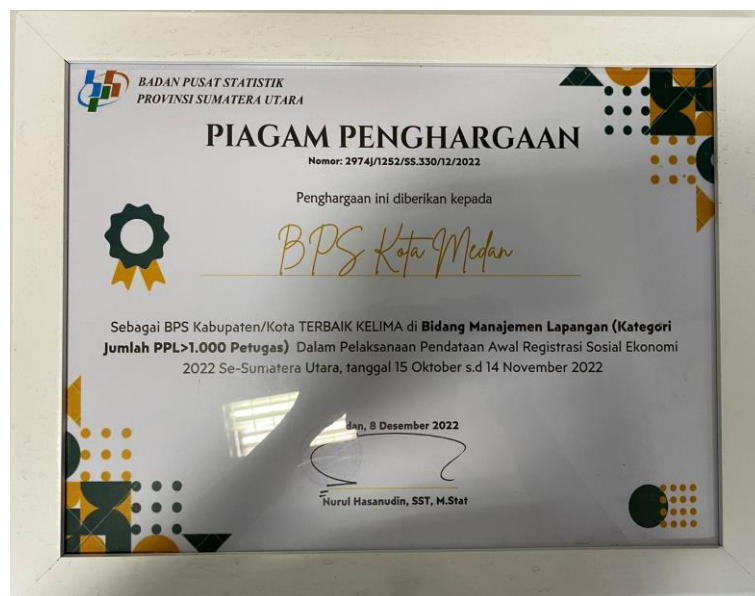 BADAN PUSAT STATISTIK
PROVINSI SUMATERA UTARA
PIAGAM PENGHARGAAN
Nomor: 2974j/1252/SS.330/12/2022
Penghargaan ini diberikan kepada
BPS Kota Medan
Sebagai BPS Kabupaten/Kota TERBAIK KELIMA di Bidang Manajemen Lapangan (Kategori
Jumlah PPL>1.000 Petugas) Dalam Pelaksanaan Pendataan Awal Registrasi Sosial Ekonomi
2022 Se-Sumatera Utara, tanggal 15 Oktober s.d 14 November 2022
dan, 8 Desember 2022
Nurul Hasanudin, SST, M.Stat